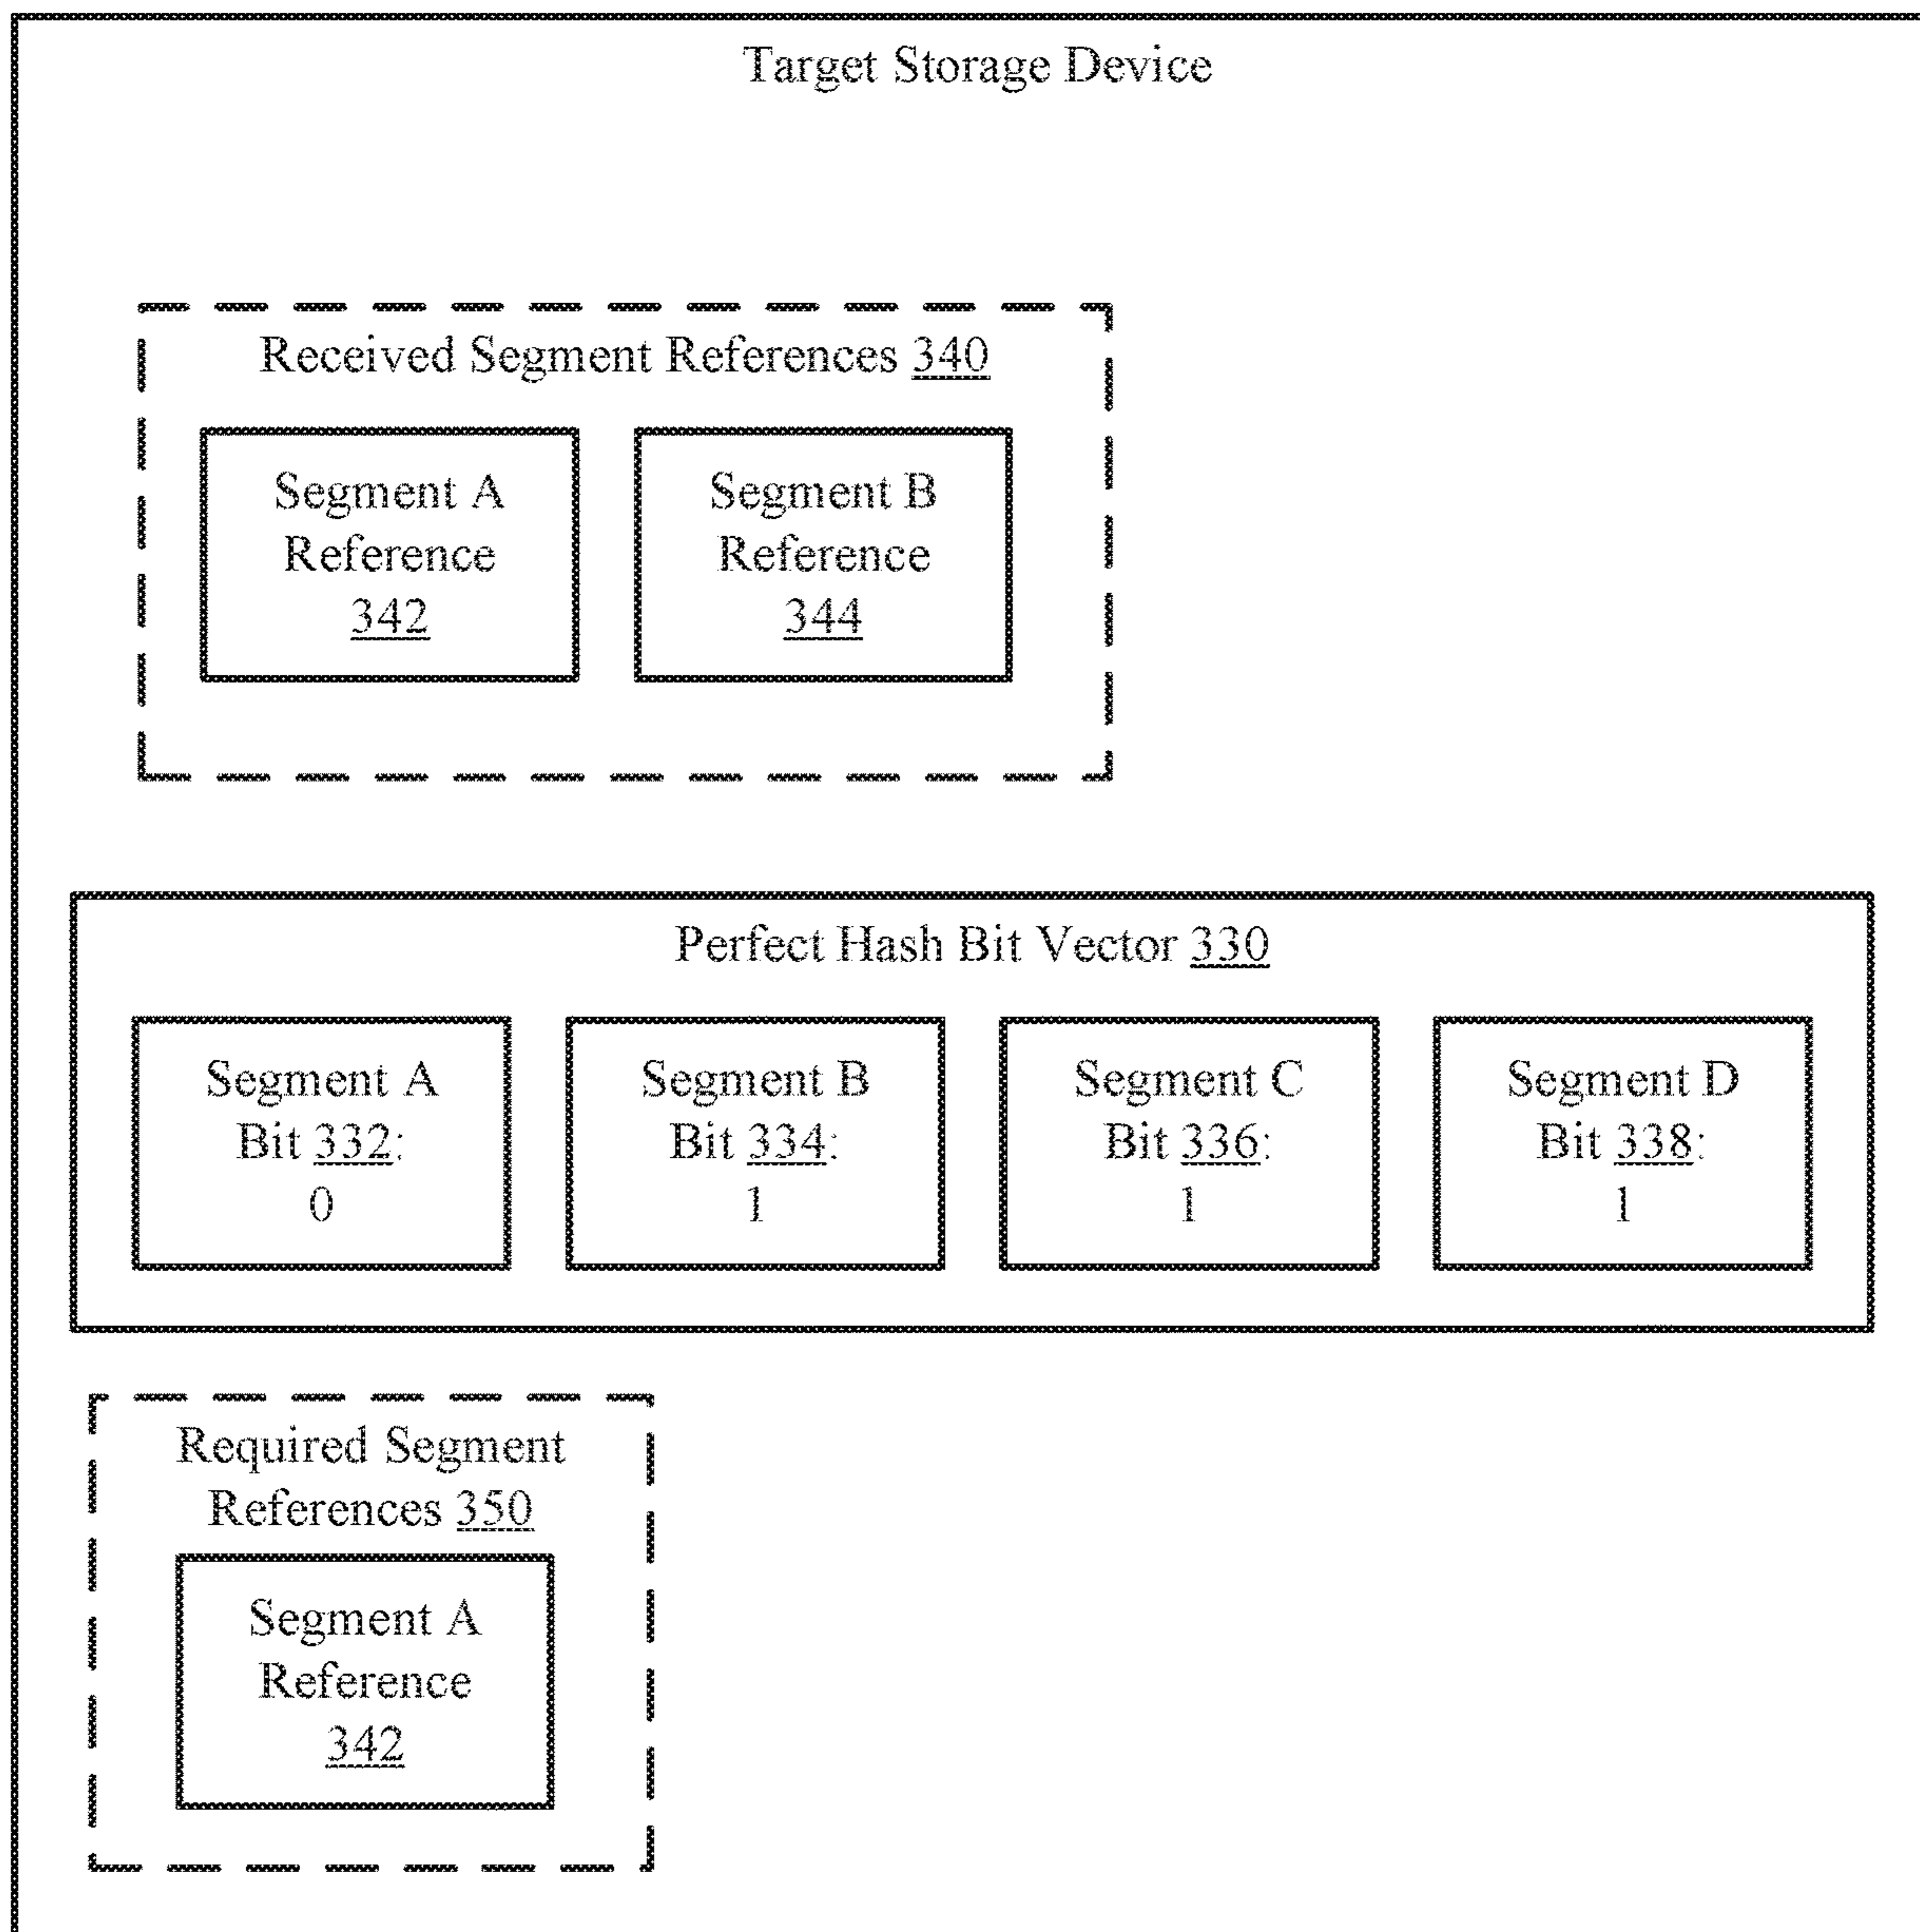 Target Storage Device
Received Segment References 340
Segment A
Reference
342
Segment B
Reference
344
Perfect Hash Bit Vector 330
Segment A
Bit 332:
0
Segment B
Bit 334:
1
Segment C
Bit 336:
1
Segment D
Bit 338:
1
Required Segment
References 350
Segment A
Reference
342